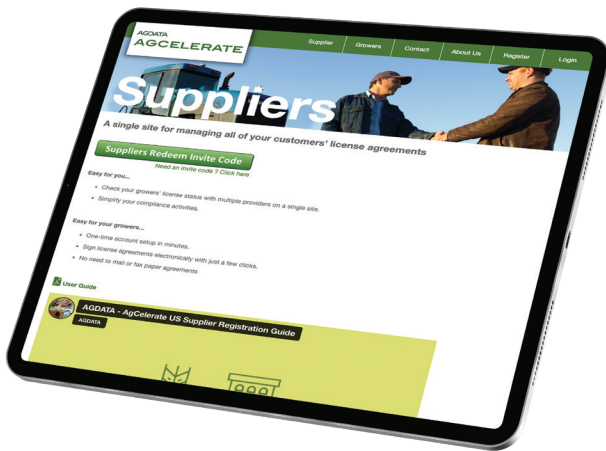 AGDATA
AGCELERATE
Supplier
Growers
Contact
About Us
Register
Login
Suppliers
A single site for managing all of your customers' license agreements
Suppliers Redeem Invite Code
Need an invite code ? Click here
Easy for you...
• Check your growers' license status with multiple providers on a single site.
• Simplify your compliance activities.
Easy for your growers...
• One-time account setup in minutes.
• Sign license agreements electronically with just a few clicks.
• No need to mail or fax paper agreements
User Guide
AGDATA - AgCelerate US Supplier Registration Guide
AGDATA